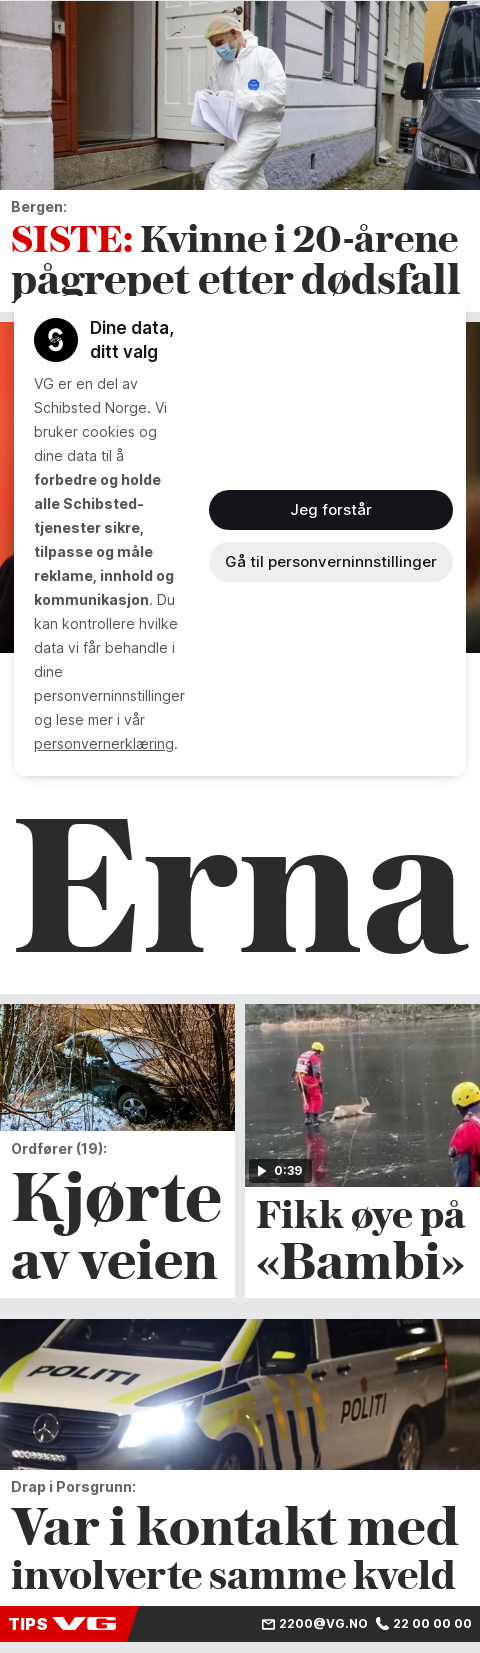 Bergen:
SISTE: Kvinne i 20-årene
pågrepet etter dødsfall
Dine data,
ditt valg
VG er en del av
Schibsted Norge. Vi
bruker cookies og
dine data til å
forbedre og holde
alle Schibsted-
tjenester sikre,
tilpasse og måle
reklame, innhold og
kommunikasjon. Du
kan kontrollere hvilke
data vi får behandle i
dine
personverninnstillinger
og lese mer i vår
personvernerklæring.
Jeg forstår
Gå til personverninnstillinger
Erna
Ordfører (19):
Kjørte
av veien
0:39
Fikk øye på
«Bambi»
POLITI
POLITI
Drap i Porsgrunn:
Var i kontakt med
involverte samme kveld
TIPS VG
2200@VG.NO 22 00 00 00